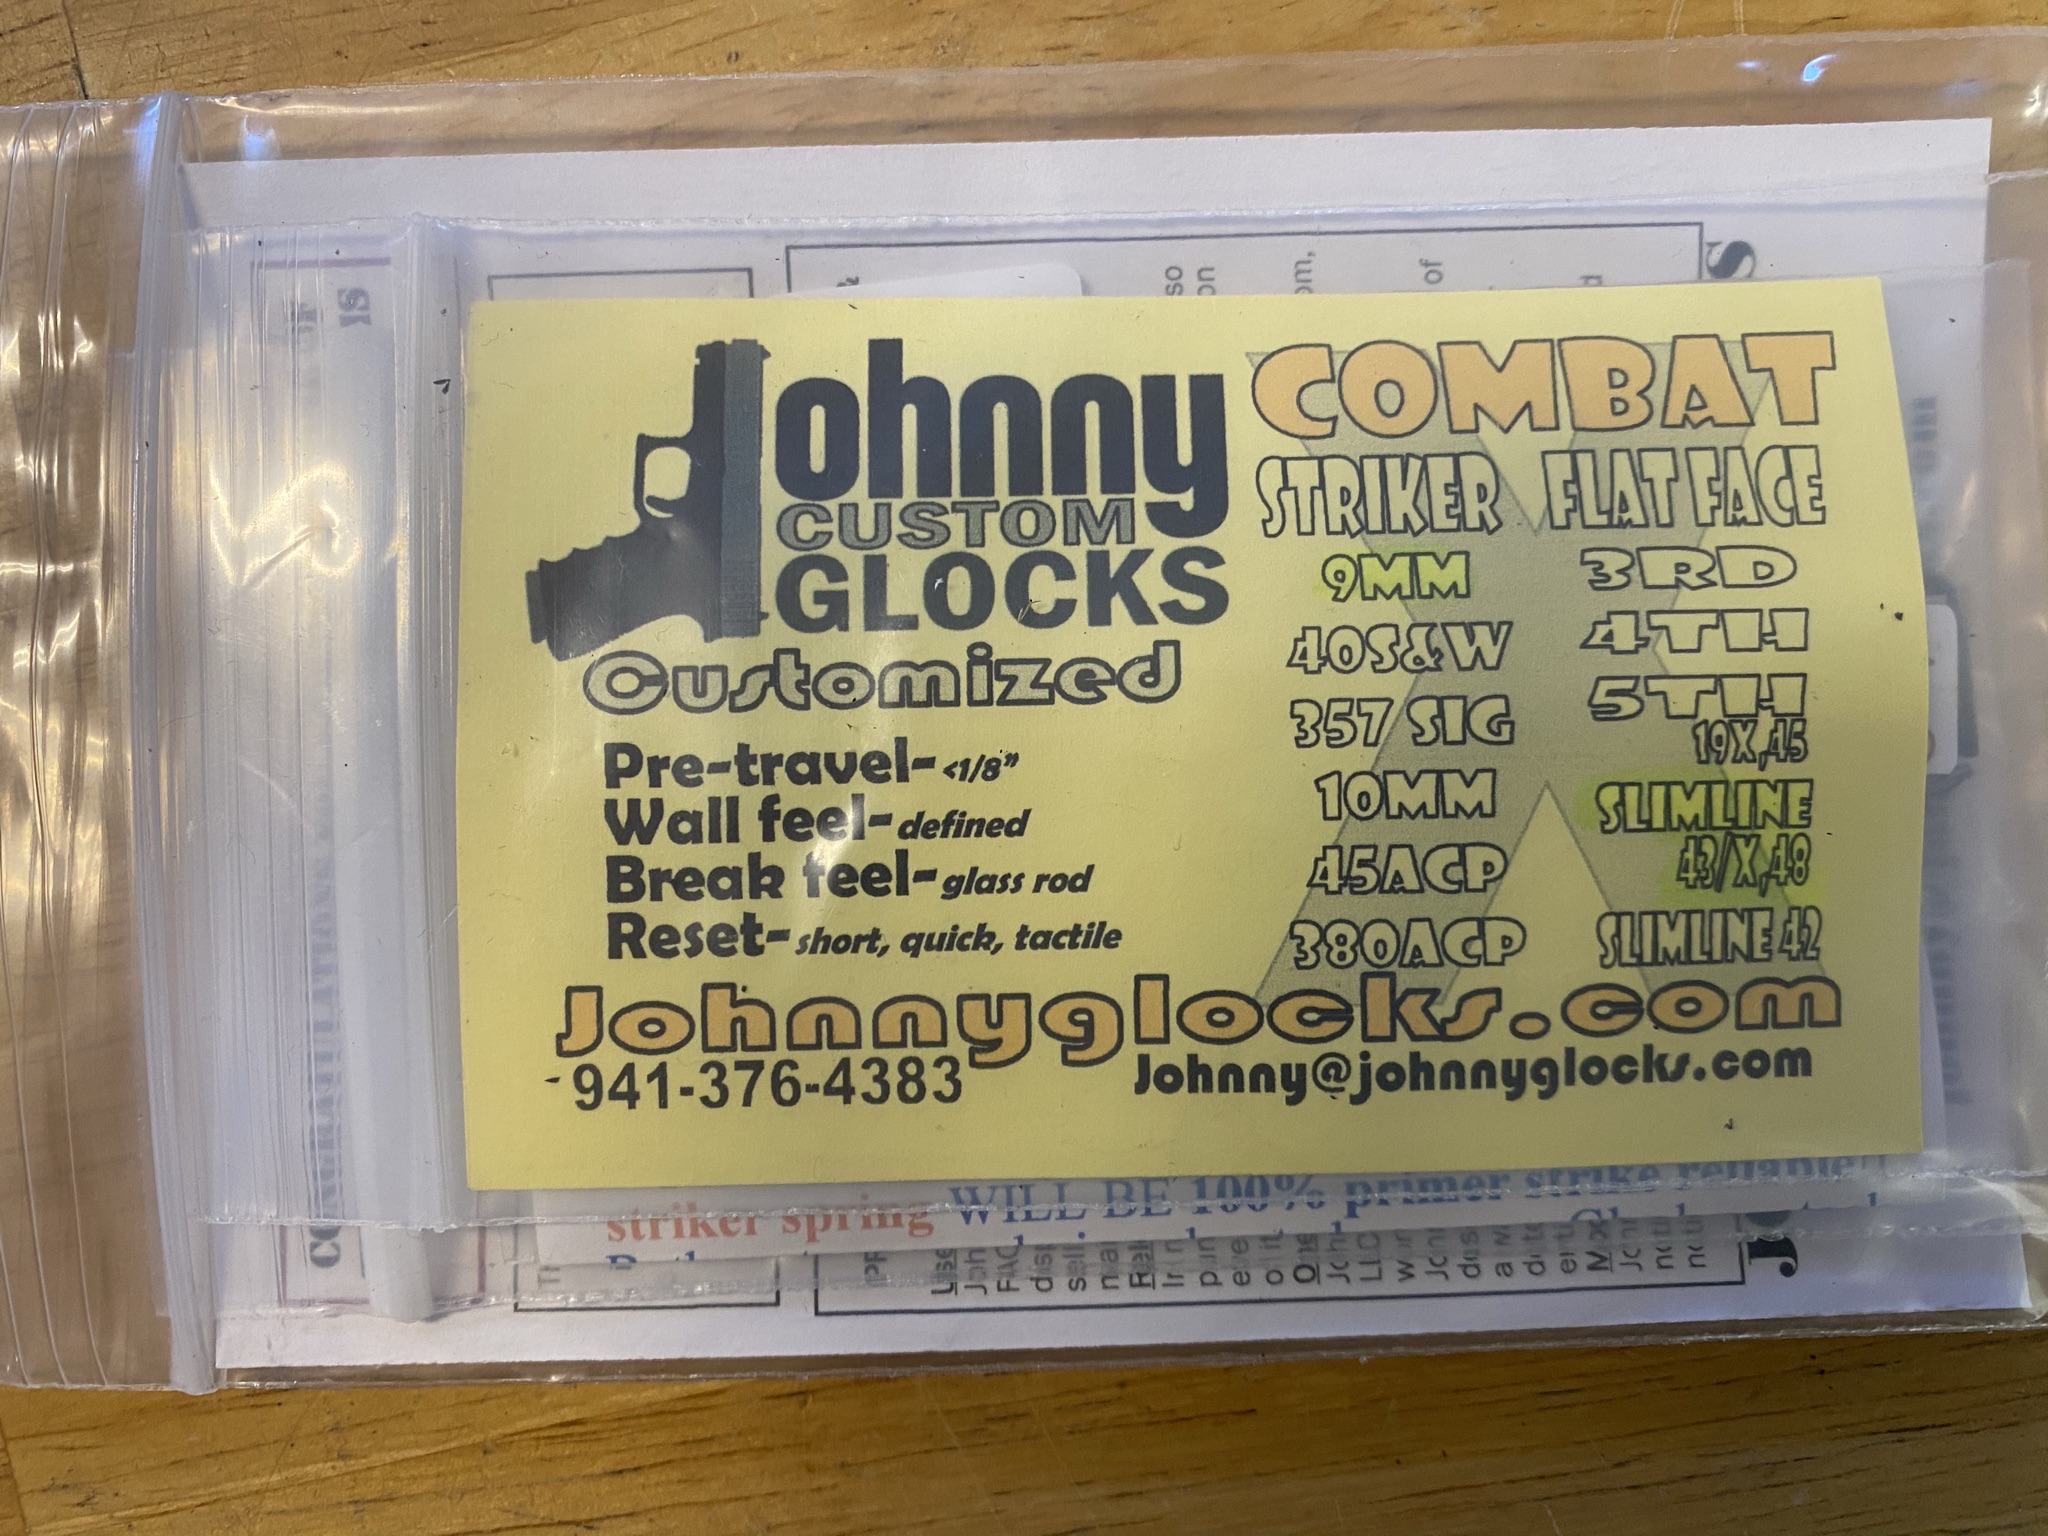 Johnny
CUSTOM
GLOCKS
Customized
Pre-travel-<1/8"
Wall feel-defined
Break feel-glass rod
Reset-short, quick, tactile
COMBAT
STRIKER FLAT FACE
9MM 3RD
40S&W 4TH
357 SIG 5TH
19X,45
10MM SLIMLINE
45ACP 43/X,48
380ACP SLIMLINE 42
Johnnyglocks.com
941-376-4383 Johnny@johnnyglocks.com
striker spring WILL BE 100% primer strike reliable
CONGRATULATIONS